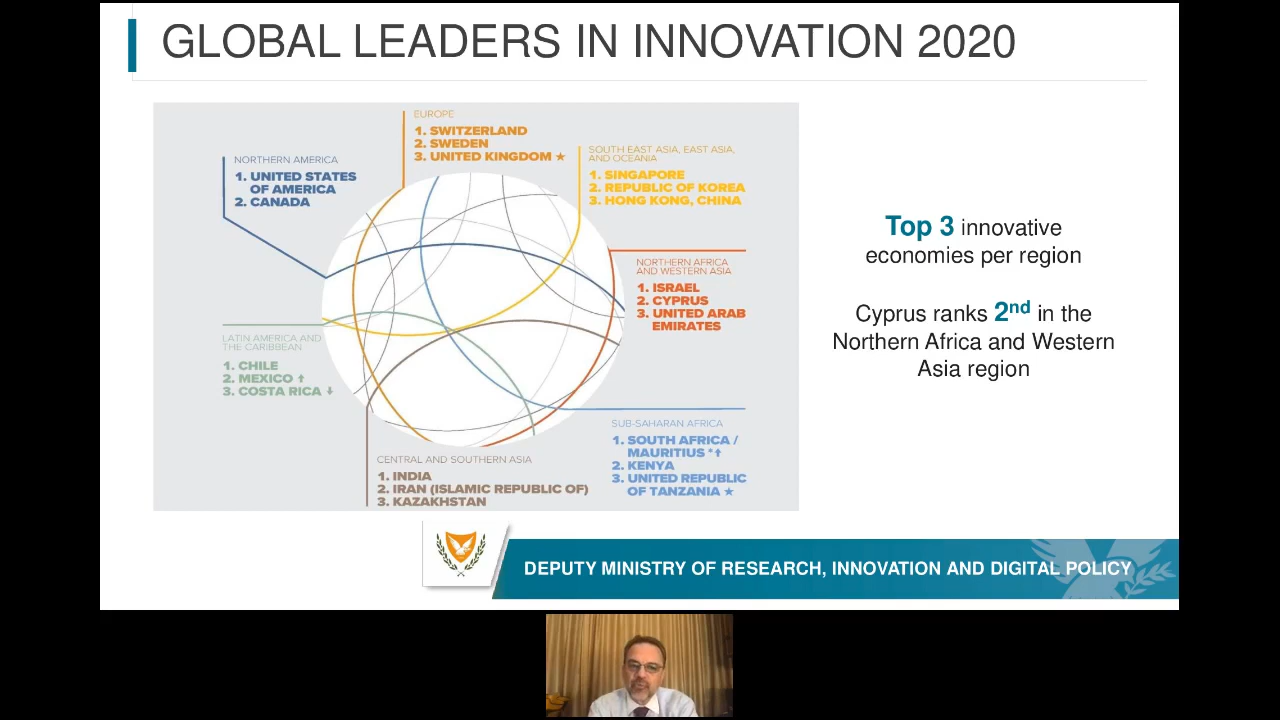 GLOBAL LEADERS IN INNOVATION 2020
EUROPE
1. SWITZERLAND
2. SWEDEN
3. UNITED KINGDOM ★
NORTHERN AMERICA
1. UNITED STATES
OF AMERICA
2. CANADA
SOUTH EAST ASIA, EAST ASIA,
AND OCEANIA
1. SINGAPORE
2. REPUBLIC OF KOREA
3. HONG KONG, CHINA
NORTHERN AFRICA
AND WESTERN ASIA
1. ISRAEL
2. CYPRUS
3. UNITED ARAB
EMIRATES
LATIN AMERICA AND
THE CARIBBEAN
1. CHILE
2. MEXICO ↑
3. COSTA RICA ↓
SUB-SAHARAN AFRICA
1. SOUTH AFRICA /
MAURITIUS *↑
2. KENYA
3. UNITED REPUBLIC
OF TANZANIA ★
CENTRAL AND SOUTHERN ASIA
1. INDIA
2. IRAN (ISLAMIC REPUBLIC OF)
3. KAZAKHSTAN
Top 3 innovative
economies per region
Cyprus ranks 2nd in the
Northern Africa and Western
Asia region
DEPUTY MINISTRY OF RESEARCH, INNOVATION AND DIGITAL POLICY